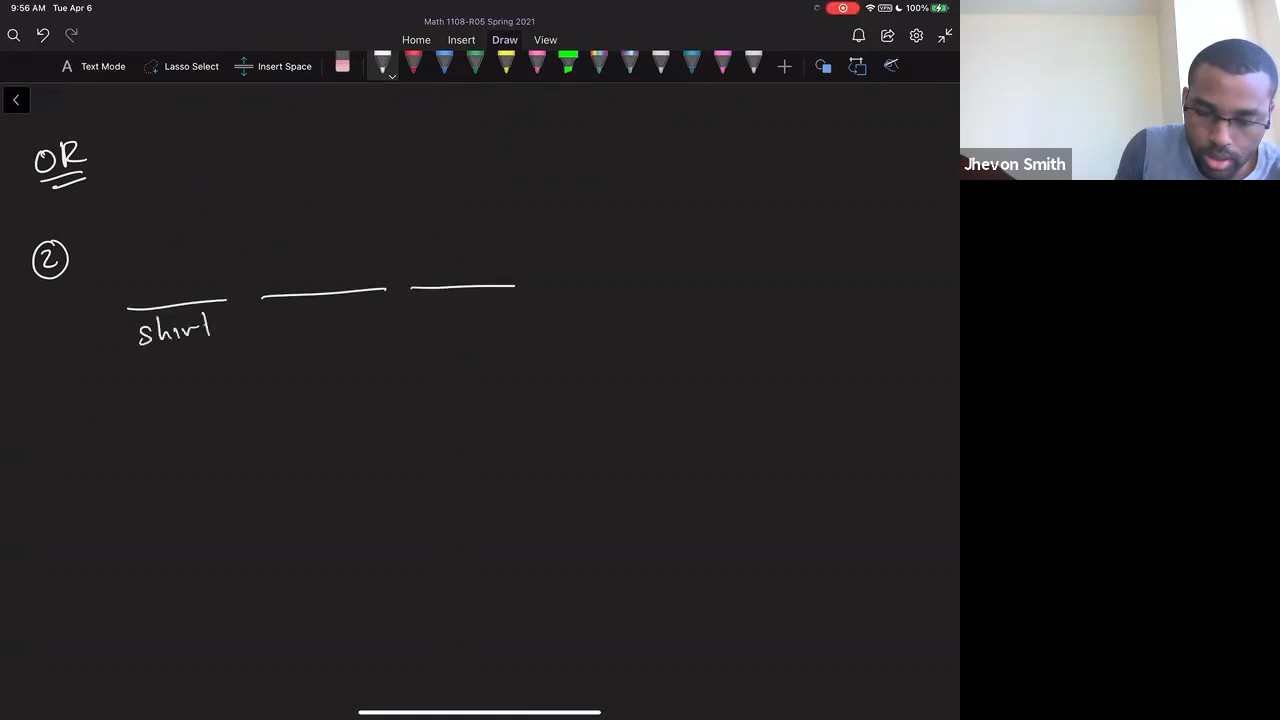 9:56 AM Tue Apr 6
VPN 100%
Math 1108-R05 Spring 2021
Home Insert Draw View
Text Mode Lasso Select Insert Space
Jhevon Smith
OR
2
shirt